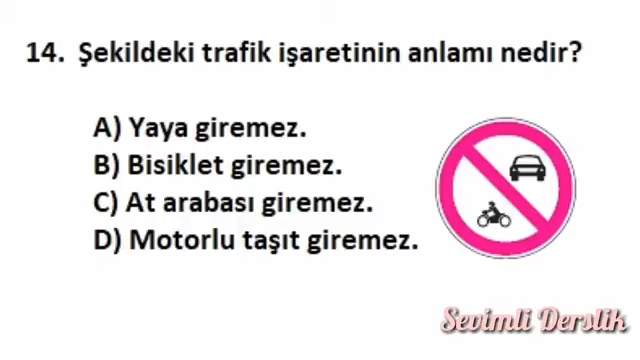 14. Şekildeki trafik işaretinin anlamı nedir?
A) Yaya giremez.
B) Bisiklet giremez.
C) At arabası giremez.
D) Motorlu taşıt giremez.
Sevimli Derslik